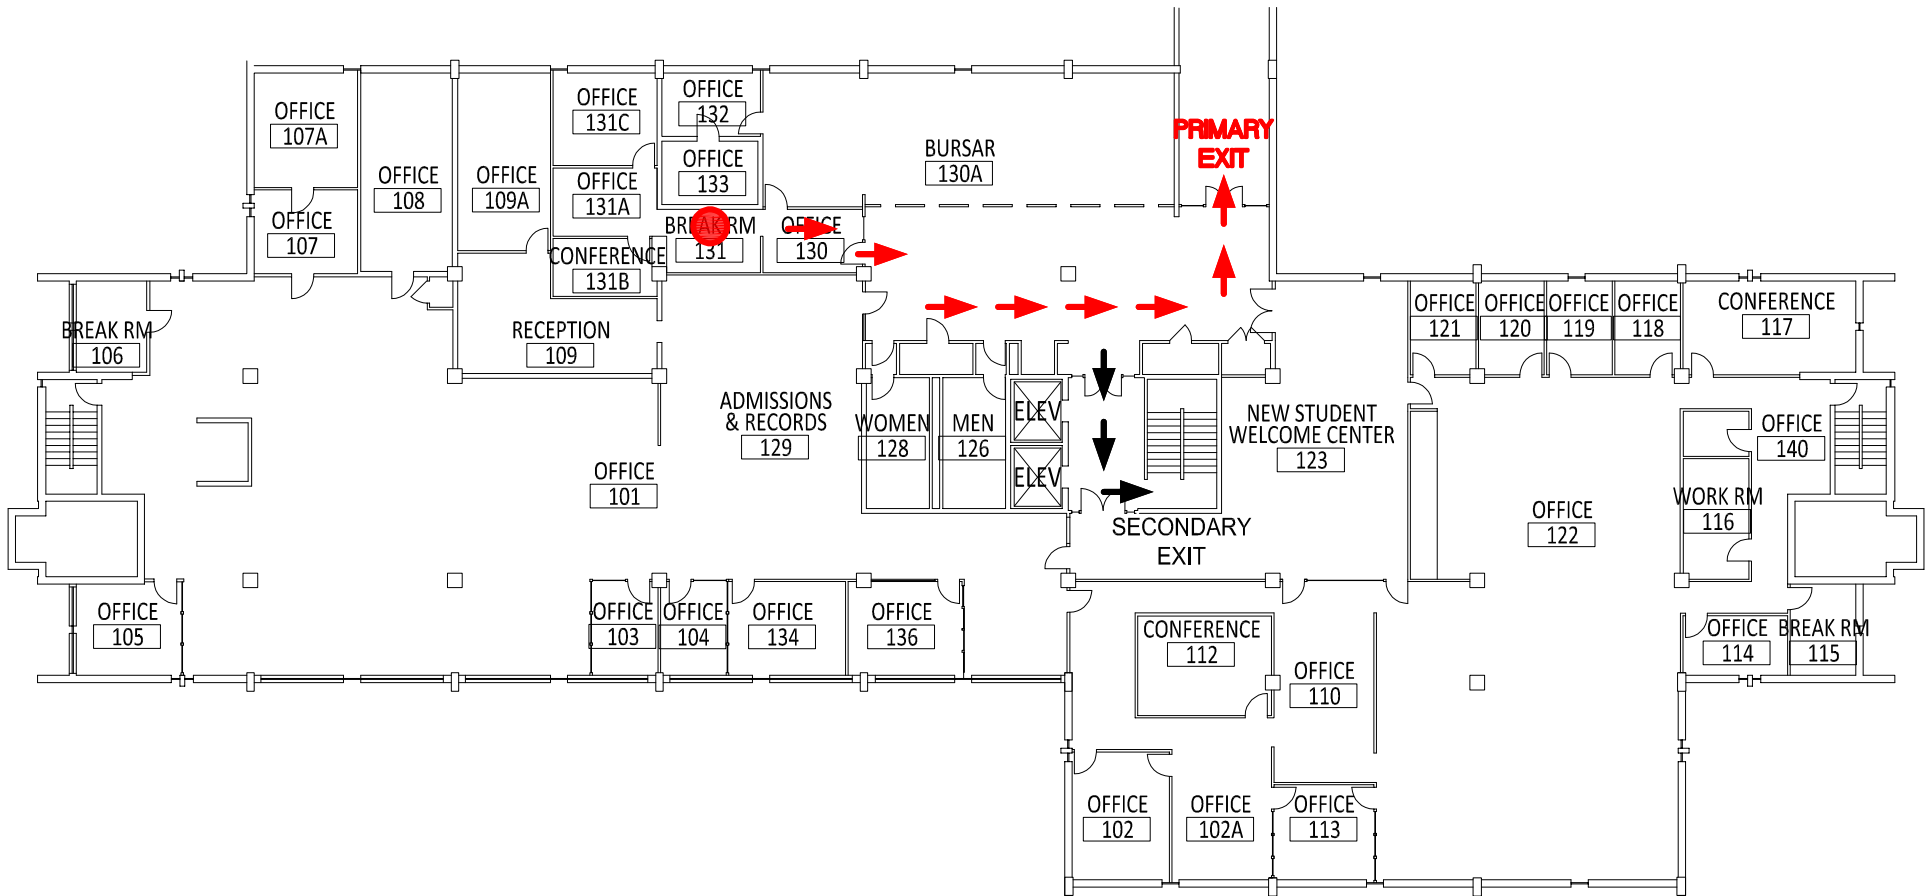 OFFICE
107A
OFFICE
108
OFFICE
109A
OFFICE
131C
OFFICE
132
OFFICE
133
BURSAR
130A
PRIMARY
EXIT
OFFICE
107
OFFICE
131A
CONFERENCE
131B
BREAK RM
131
OFFICE
130
BREAK RM
106
RECEPTION
109
OFFICE
121
OFFICE
120
OFFICE
119
OFFICE
118
CONFERENCE
117
ADMISSIONS
& RECORDS
129
WOMEN
128
MEN
126
ELEV
ELEV
NEW STUDENT
WELCOME CENTER
123
OFFICE
140
OFFICE
101
WORK RM
116
OFFICE
122
SECONDARY
EXIT
OFFICE
105
OFFICE
103
OFFICE
104
OFFICE
134
OFFICE
136
CONFERENCE
112
OFFICE
110
OFFICE
114
BREAK RM
115
OFFICE
102
OFFICE
102A
OFFICE
113